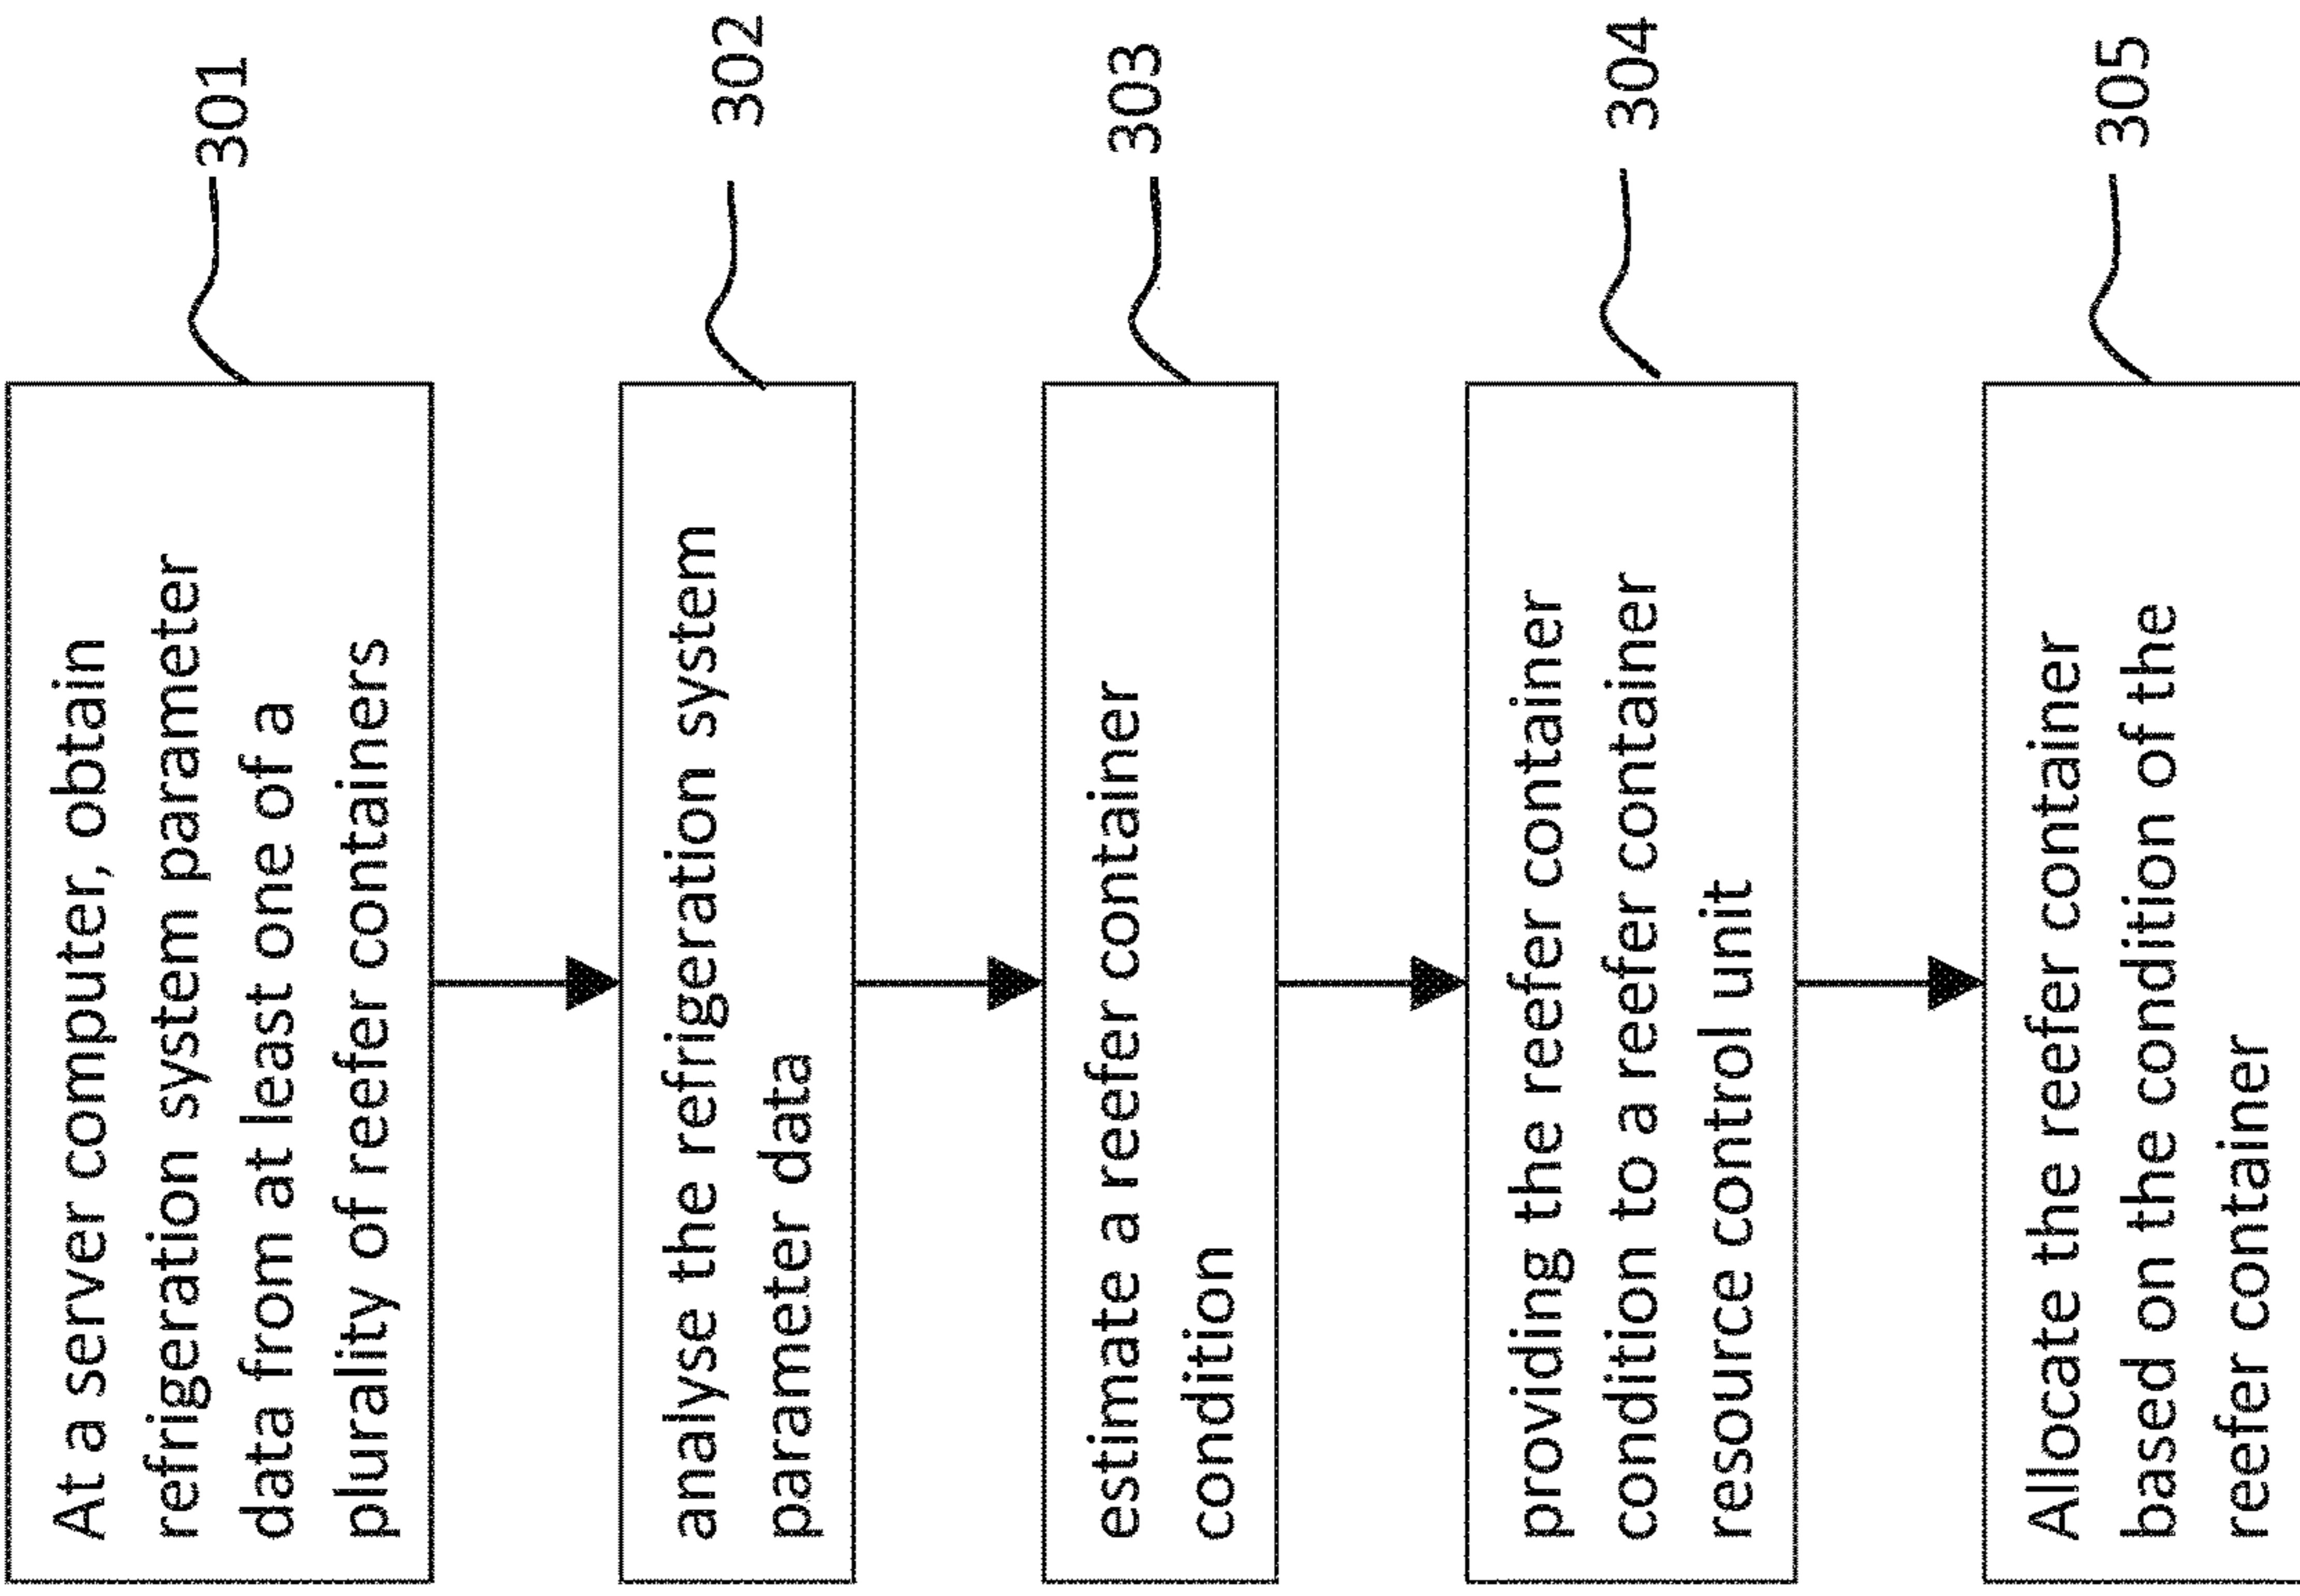 At a server computer, obtain
refrigeration system parameter
data from at least one of a
plurality of reefer containers
301
analyse the refrigeration system
parameter data
302
estimate a reefer container
condition
303
providing the reefer container
condition to a reefer container
resource control unit
304
Allocate the reefer container
based on the condition of the
reefer container
305